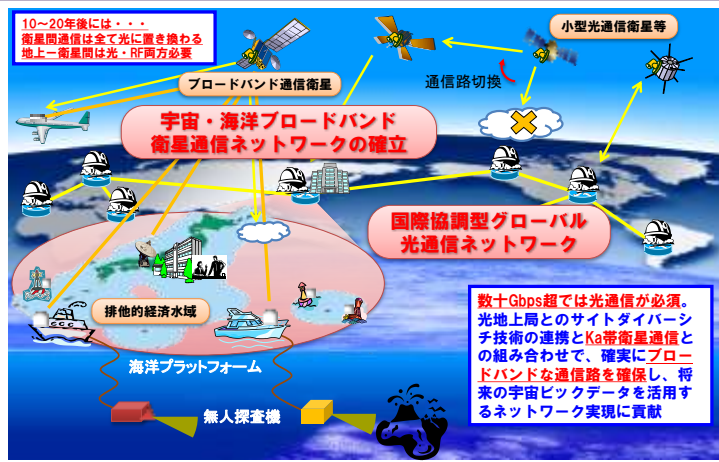 10～20年後には・・・
衛星間通信は全て光に置き換わる
地上ー衛星間は光・RF両方必要
小型光通信衛星等
ブロードバンド通信衛星
通信路切換
宇宙・海洋ブロードバンド
衛星通信ネットワークの確立
国際協調型グローバル
光通信ネットワーク
排他的経済水域
海洋プラットフォーム
無人探査機
数十Gbps超では光通信が必須。
光地上局とのサイトダイバーシ
チ技術の連携とKa帯衛星通信と
の組み合わせで、確実にブロー
ドバンドな通信路を確保し、将
来の宇宙ビックデータを活用す
るネットワーク実現に貢献